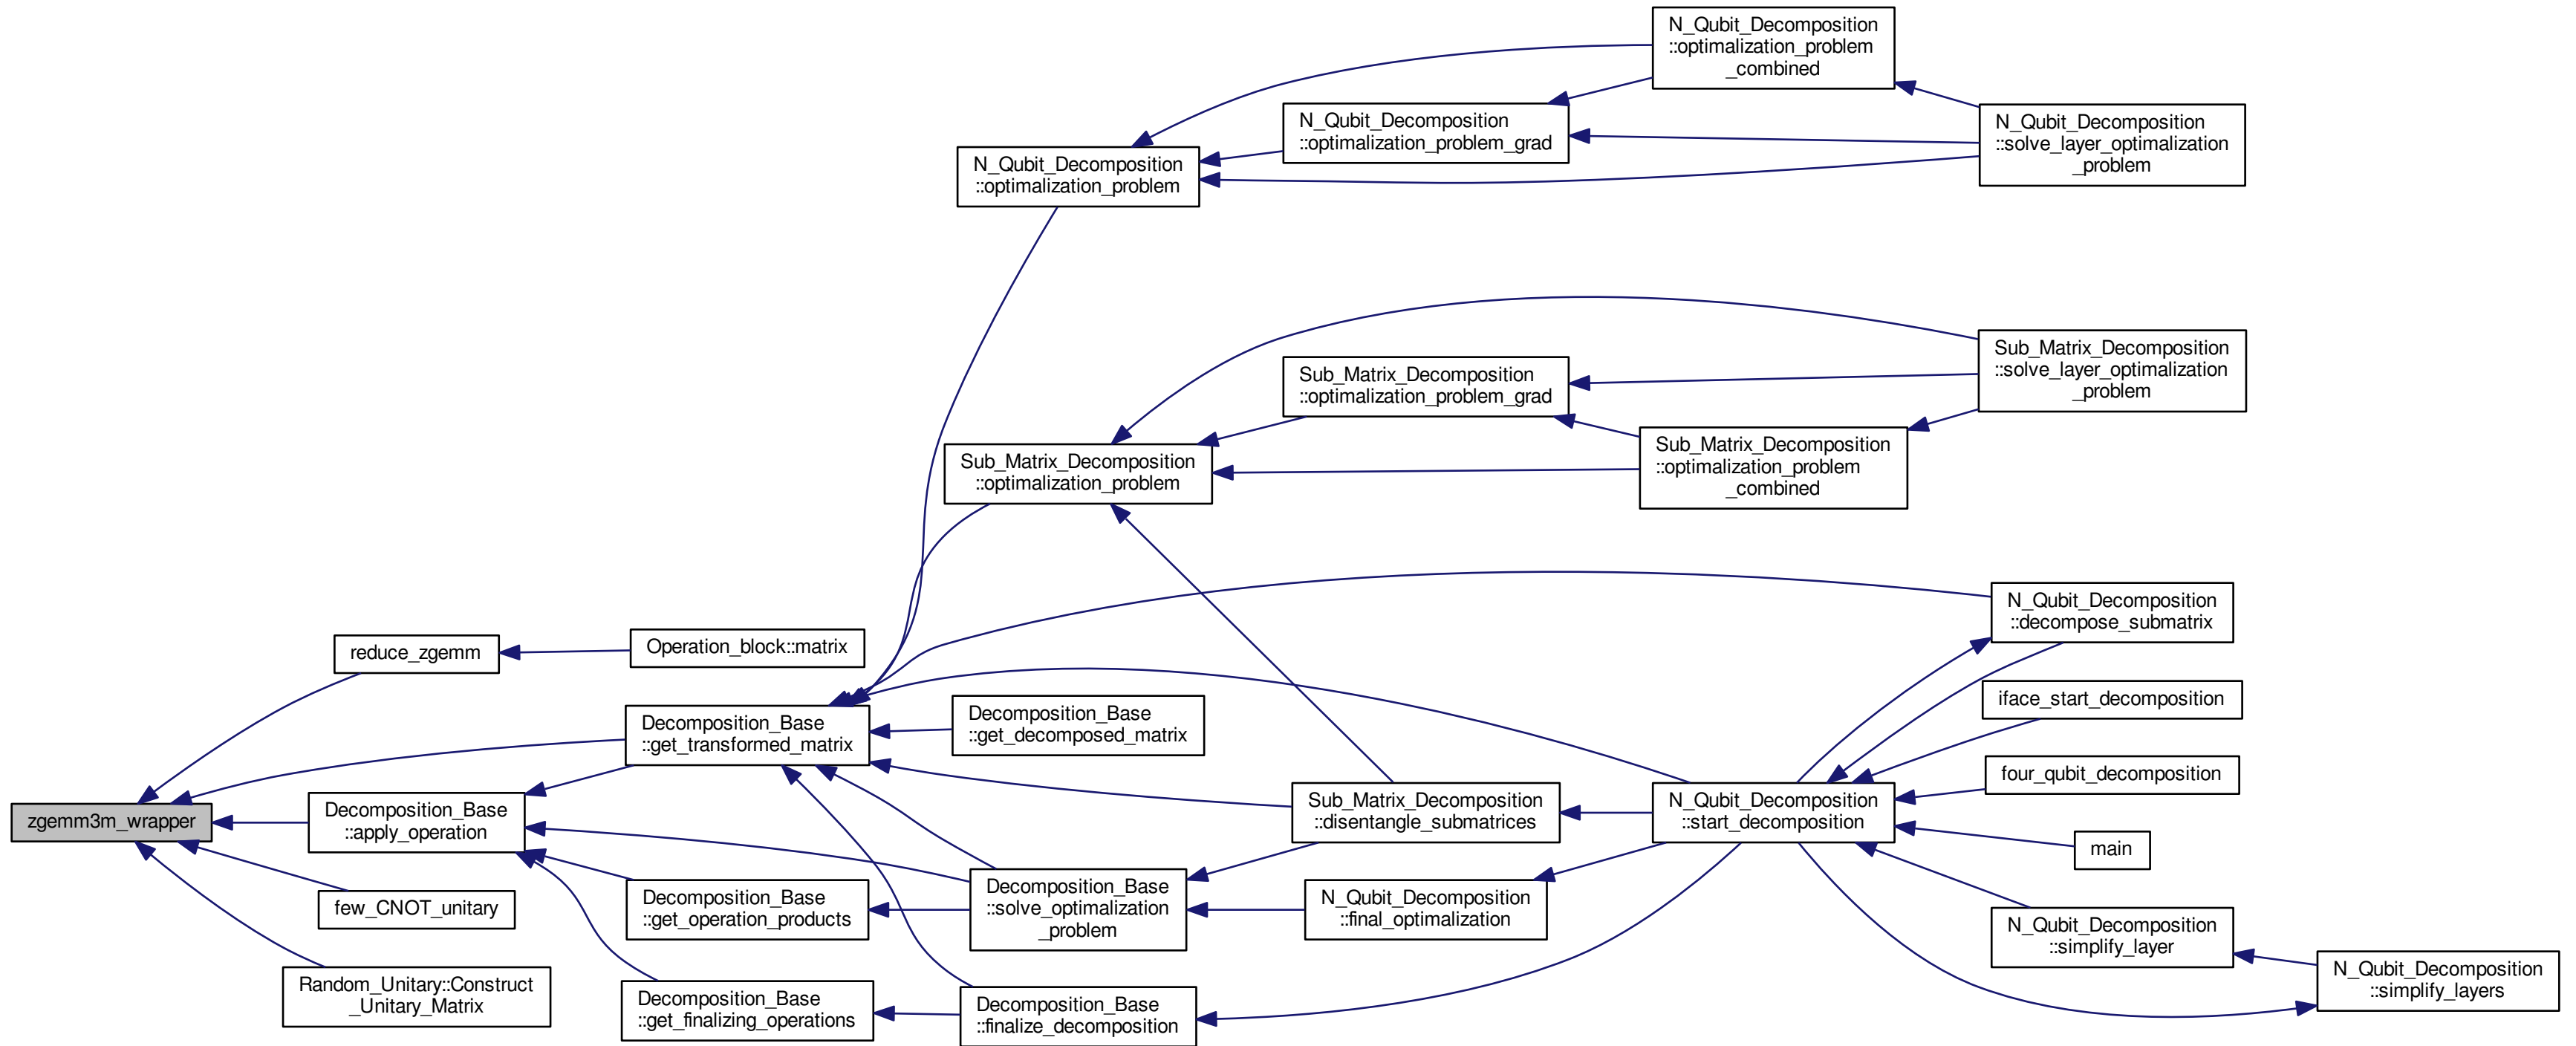 N_Qubit_Decomposition
::optimalization_problem
_combined
N_Qubit_Decomposition
::optimalization_problem_grad
N_Qubit_Decomposition
::solve_layer_optimalization
_problem
N_Qubit_Decomposition
::optimalization_problem
Sub_Matrix_Decomposition
::solve_layer_optimalization
_problem
Sub_Matrix_Decomposition
::optimalization_problem_grad
Sub_Matrix_Decomposition
::optimalization_problem
_combined
Sub_Matrix_Decomposition
::optimalization_problem
N_Qubit_Decomposition
::decompose_submatrix
reduce_zgemm
Operation_block::matrix
iface_start_decomposition
Decomposition_Base
::get_transformed_matrix
Decomposition_Base
::get_decomposed_matrix
four_qubit_decomposition
zgemm3m_wrapper
Decomposition_Base
::apply_operation
Sub_Matrix_Decomposition
::disentangle_submatrices
N_Qubit_Decomposition
::start_decomposition
main
few_CNOT_unitary
Decomposition_Base
::get_operation_products
Decomposition_Base
::solve_optimalization
_problem
N_Qubit_Decomposition
::final_optimalization
N_Qubit_Decomposition
::simplify_layer
N_Qubit_Decomposition
::simplify_layers
Random_Unitary::Construct
_Unitary_Matrix
Decomposition_Base
::get_finalizing_operations
Decomposition_Base
::finalize_decomposition